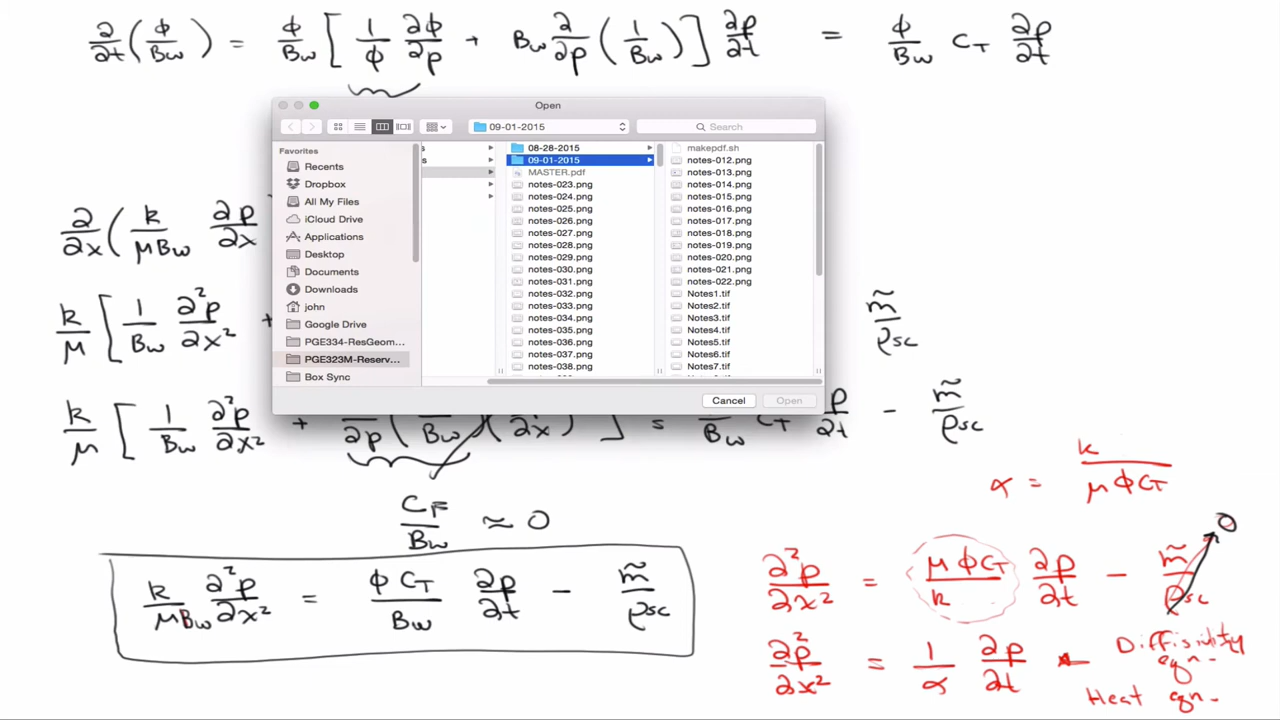 ∂/∂t (ϕ/Bw) = ϕ/Bw [ 1/ϕ ∂ϕ/∂p + Bw ∂/∂p (1/Bw) ] ∂p/∂t = ϕ/Bw CT ∂p/∂t
Open
09-01-2015
Search
Favorites
Recents
Dropbox
All My Files
iCloud Drive
Applications
Desktop
Documents
Downloads
john
Google Drive
PGE334-ResGeom...
PGE323M-Reserv...
Box Sync
08-28-2015
09-01-2015
MASTER.pdf
notes-023.png
notes-024.png
notes-025.png
notes-026.png
notes-027.png
notes-028.png
notes-029.png
notes-030.png
notes-031.png
notes-032.png
notes-033.png
notes-034.png
notes-035.png
notes-036.png
notes-037.png
notes-038.png
makepdf.sh
notes-012.png
notes-013.png
notes-014.png
notes-015.png
notes-016.png
notes-017.png
notes-018.png
notes-019.png
notes-020.png
notes-021.png
notes-022.png
Notes1.tif
Notes2.tif
Notes3.tif
Notes4.tif
Notes5.tif
Notes6.tif
Notes7.tif
Cancel
Open
∂/∂x ( k/μBw ∂p/∂x
k/μ [ 1/Bw ∂²p/∂x² +
m̃/ρsc
k/μ [ 1/Bw ∂²p/∂x² + ∂p ( Bw ) ( ∂x ) ] = Bw CT ∂p/∂t - m̃/ρsc
CF/Bw ≈ 0
k/μBw ∂²p/∂x² = ϕ CT/Bw ∂p/∂t - m̃/ρsc
α = k/μϕCT
∂²p/∂x² = μϕCT/k ∂p/∂t - m̃/ρsc 0
∂²p/∂x² = 1/α ∂p/∂t
Diffisivity
eqn.
Heat eqn.